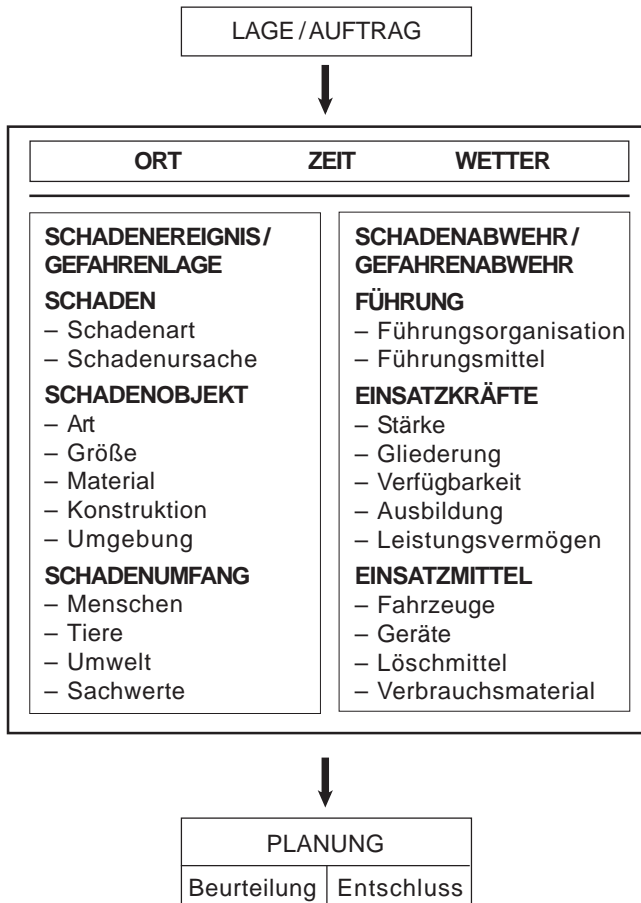 LAGE / AUFTRAG
ORT ZEIT WETTER
SCHADENEREIGNIS /
GEFAHRENLAGE
SCHADEN
– Schadenart
– Schadenursache
SCHADENOBJEKT
– Art
– Größe
– Material
– Konstruktion
– Umgebung
SCHADENUMFANG
– Menschen
– Tiere
– Umwelt
– Sachwerte
SCHADENABWEHR /
GEFAHRENABWEHR
FÜHRUNG
– Führungsorganisation
– Führungsmittel
EINSATZKRÄFTE
– Stärke
– Gliederung
– Verfügbarkeit
– Ausbildung
– Leistungsvermögen
EINSATZMITTEL
– Fahrzeuge
– Geräte
– Löschmittel
– Verbrauchsmaterial
PLANUNG
Beurteilung Entschluss